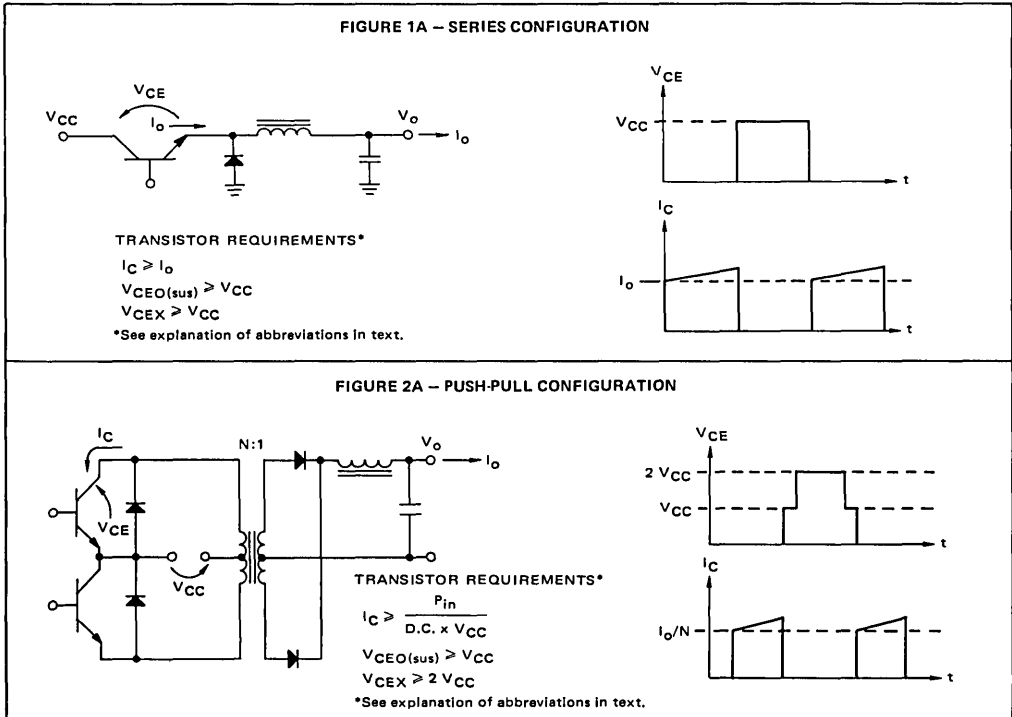 FIGURE 1A – SERIES CONFIGURATION
VCE
VCC
Io
Vo
Io
TRANSISTOR REQUIREMENTS*
IC ⩾ Io
VCEO(sus) ⩾ VCC
VCEX ⩾ VCC
*See explanation of abbreviations in text.
VCE
VCC
t
IC
Io
t
FIGURE 2A – PUSH-PULL CONFIGURATION
IC
N:1
Vo
Io
VCE
VCC
TRANSISTOR REQUIREMENTS*
IC ⩾ Pin / D.C. x VCC
VCEO(sus) ⩾ VCC
VCEX ⩾ 2 VCC
*See explanation of abbreviations in text.
VCE
2 VCC
VCC
t
IC
Io/N
t